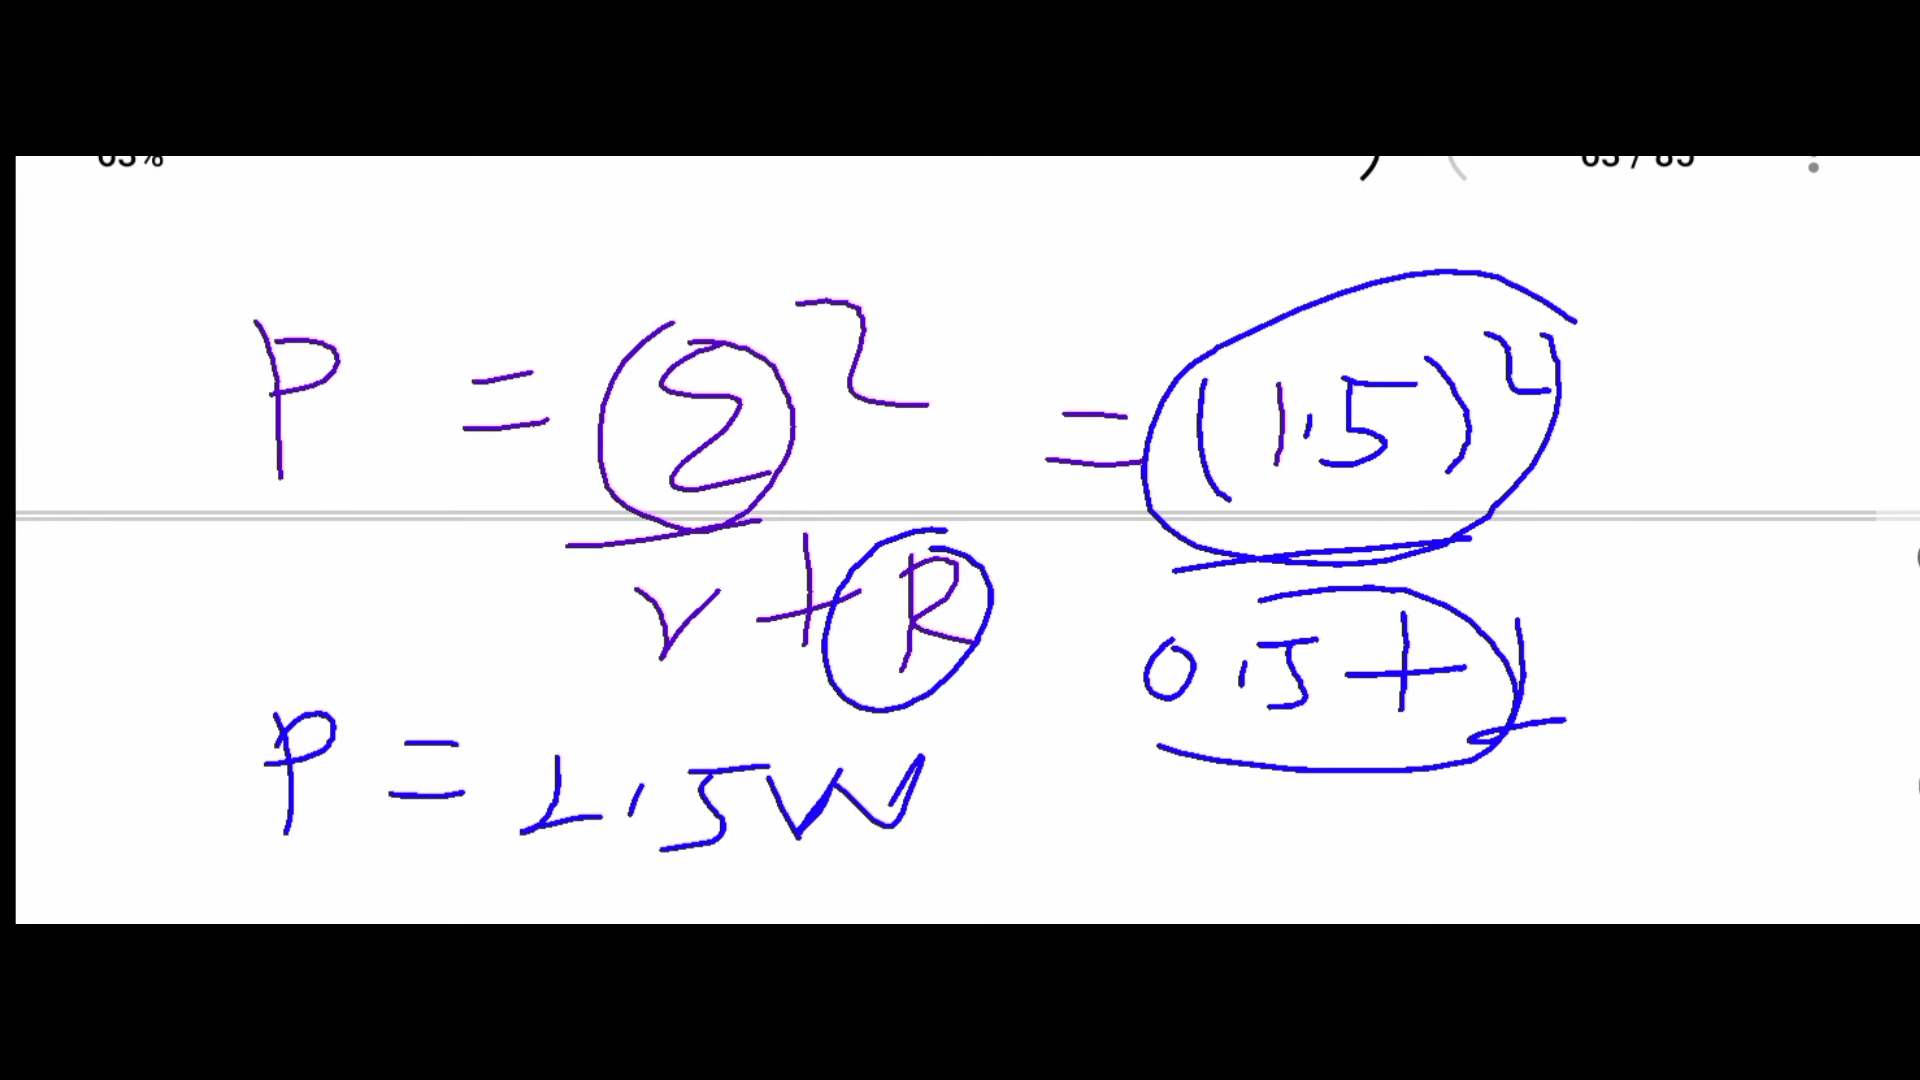 P = (Σ)² / r + R = (1.5)² / 0.5 + 1
P = 1.5W